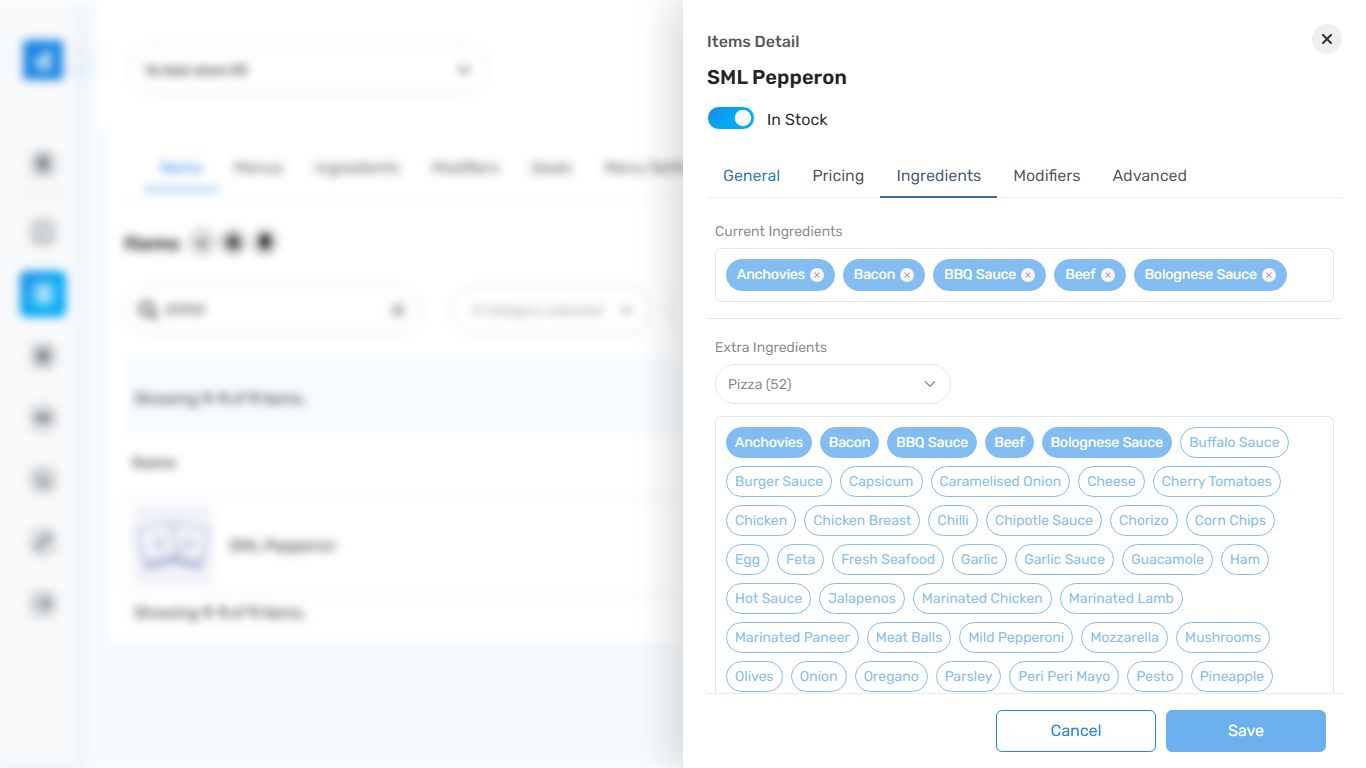 Items Detail
SML Pepperon
In Stock
General Pricing Ingredients Modifiers Advanced
Current Ingredients
Anchovies Bacon BBQ Sauce Beef Bolognese Sauce
Extra Ingredients
Pizza (52)
Anchovies Bacon BBQ Sauce Beef Bolognese Sauce Buffalo Sauce
Burger Sauce Capsicum Caramelised Onion Cheese Cherry Tomatoes
Chicken Chicken Breast Chilli Chipotle Sauce Chorizo Corn Chips
Egg Feta Fresh Seafood Garlic Garlic Sauce Guacamole Ham
Hot Sauce Jalapenos Marinated Chicken Marinated Lamb
Marinated Paneer Meat Balls Mild Pepperoni Mozzarella Mushrooms
Olives Onion Oregano Parsley Peri Peri Mayo Pesto Pineapple
Cancel Save
Items Menus Ingredients Modifiers Deals
Items
Name
SML Pepperon